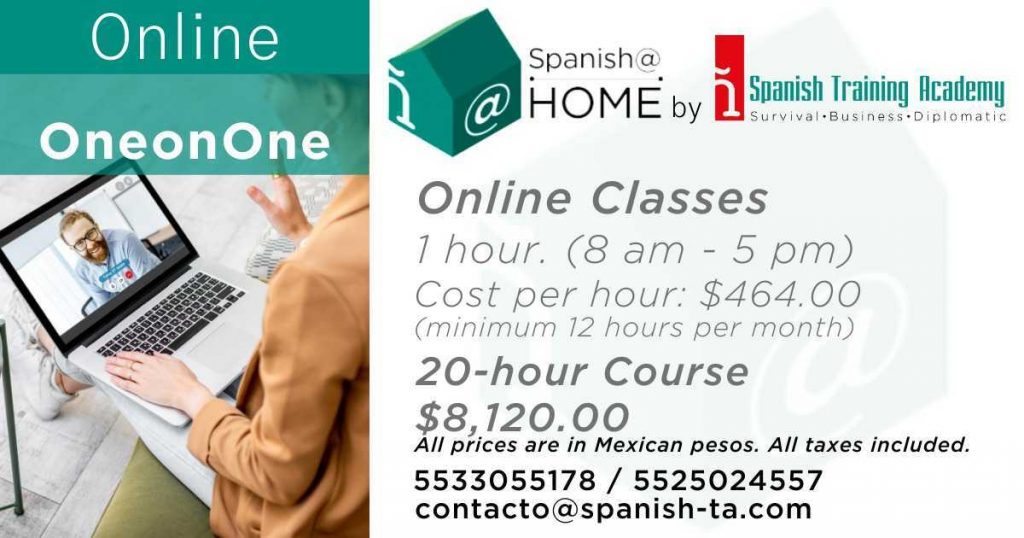 Online
OneonOne
Spanish@
HOME by
Spanish Training Academy
Survival•Business•Diplomatic
Online Classes
1 hour. (8 am - 5 pm)
Cost per hour: $464.00
(minimum 12 hours per month)
20-hour Course
$8,120.00
All prices are in Mexican pesos. All taxes included.
5533055178 / 5525024557
contacto@spanish-ta.com